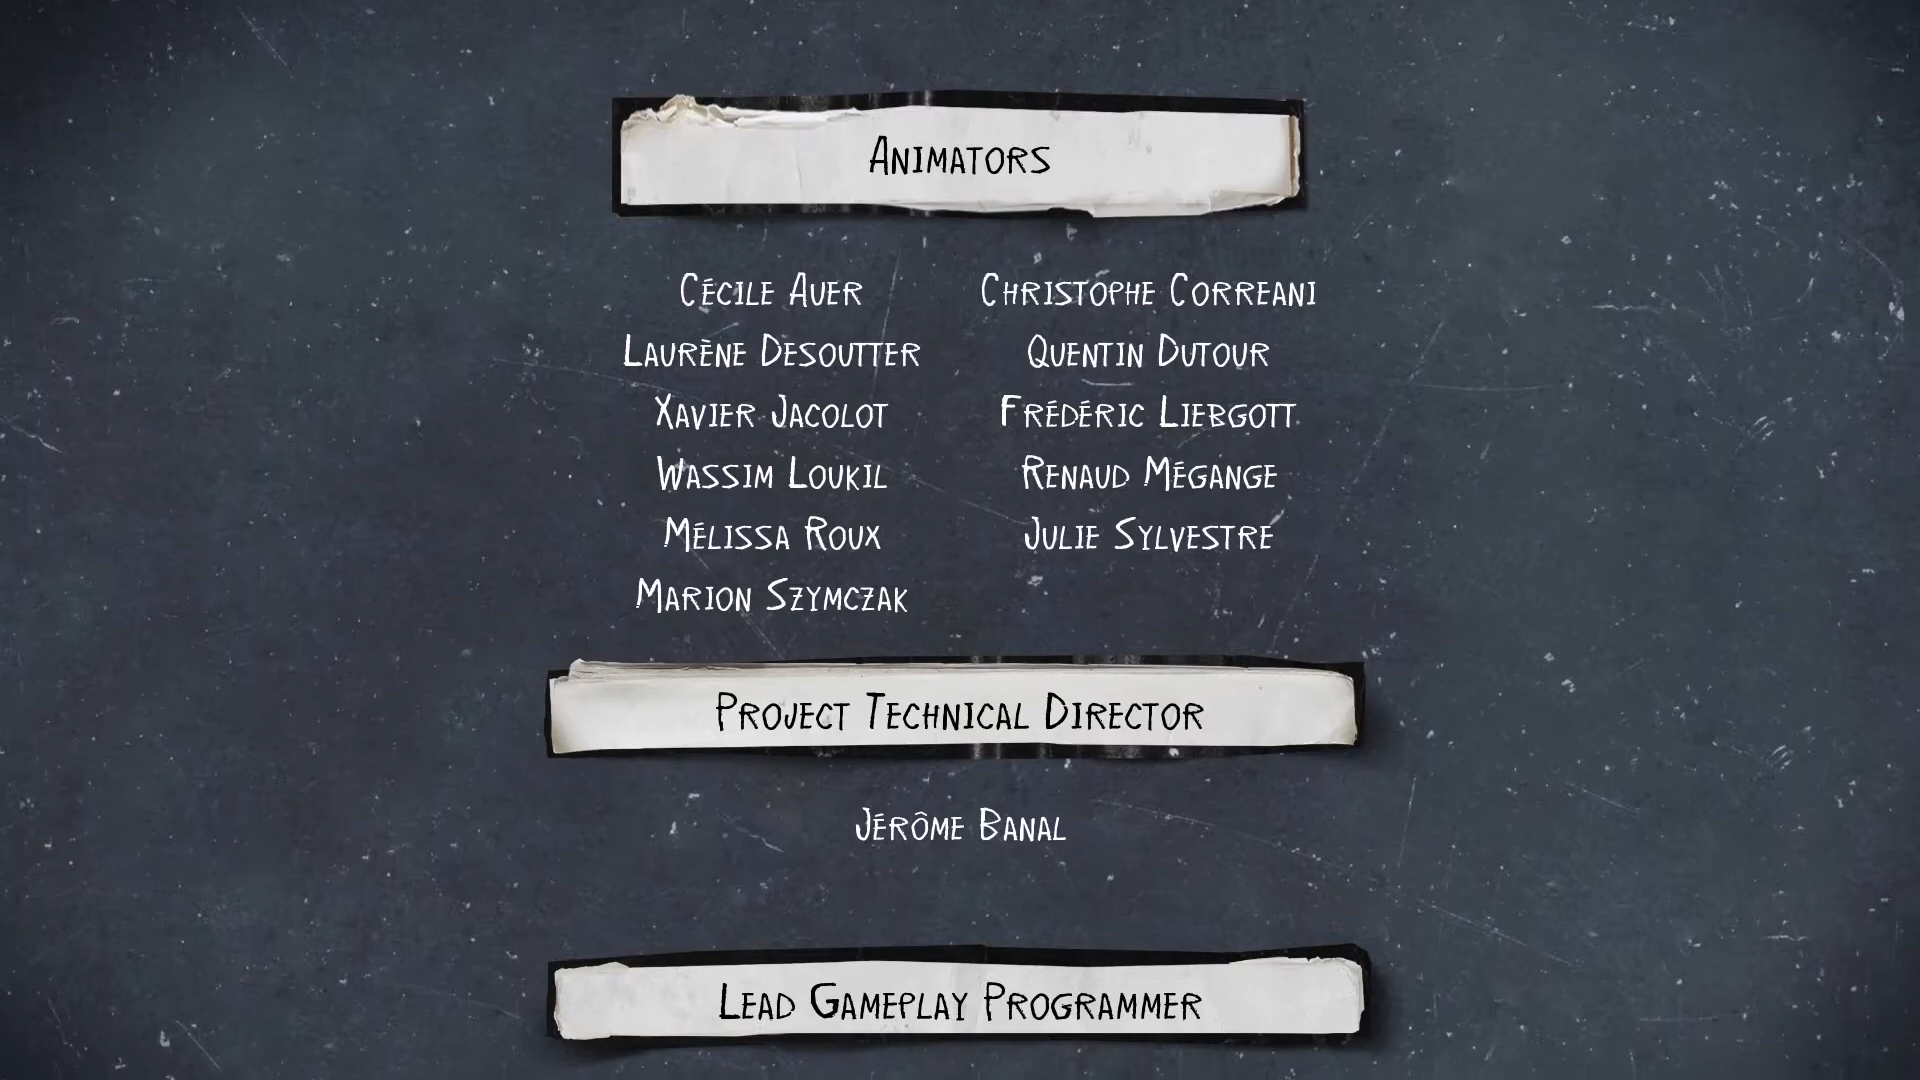 Animators
Cécile Auer Christophe Correani
Laurène Desoutter Quentin Dutour
Xavier Jacolot Frédéric Liebgott
Wassim Loukil Renaud Mégange
Mélissa Roux Julie Sylvestre
Marion Szymczak
Project Technical Director
Jérôme Banal
Lead Gameplay Programmer